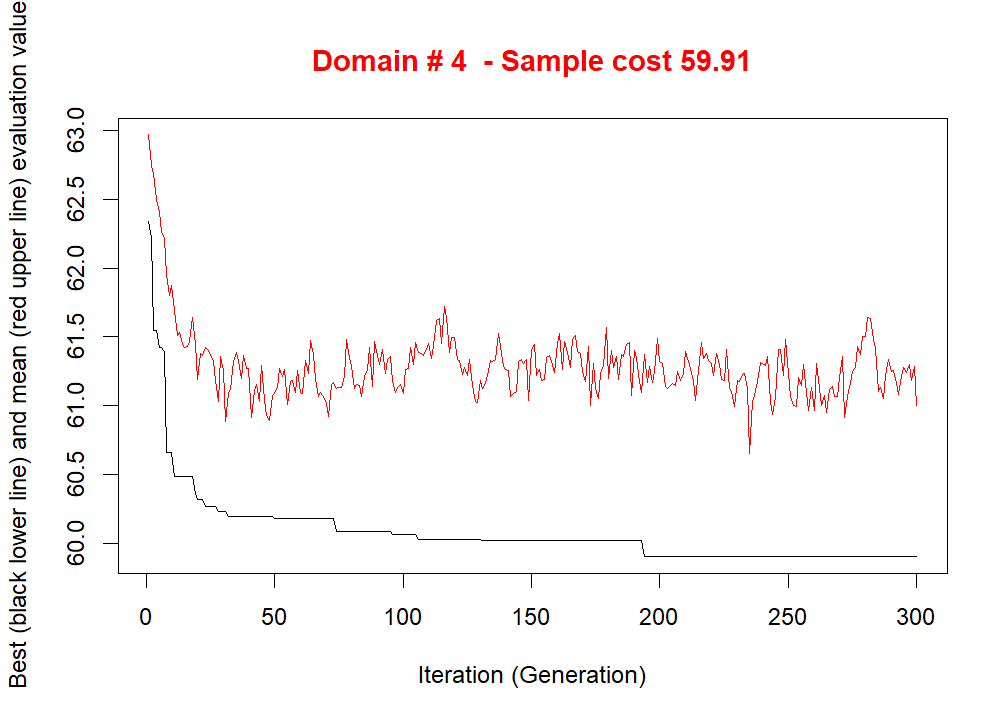 Domain # 4  - Sample cost 59.91
Best (black lower line) and mean (red upper line) evaluation value
63.0
62.5
62.0
61.5
61.0
60.5
60.0
0 50 100 150 200 250 300
Iteration (Generation)